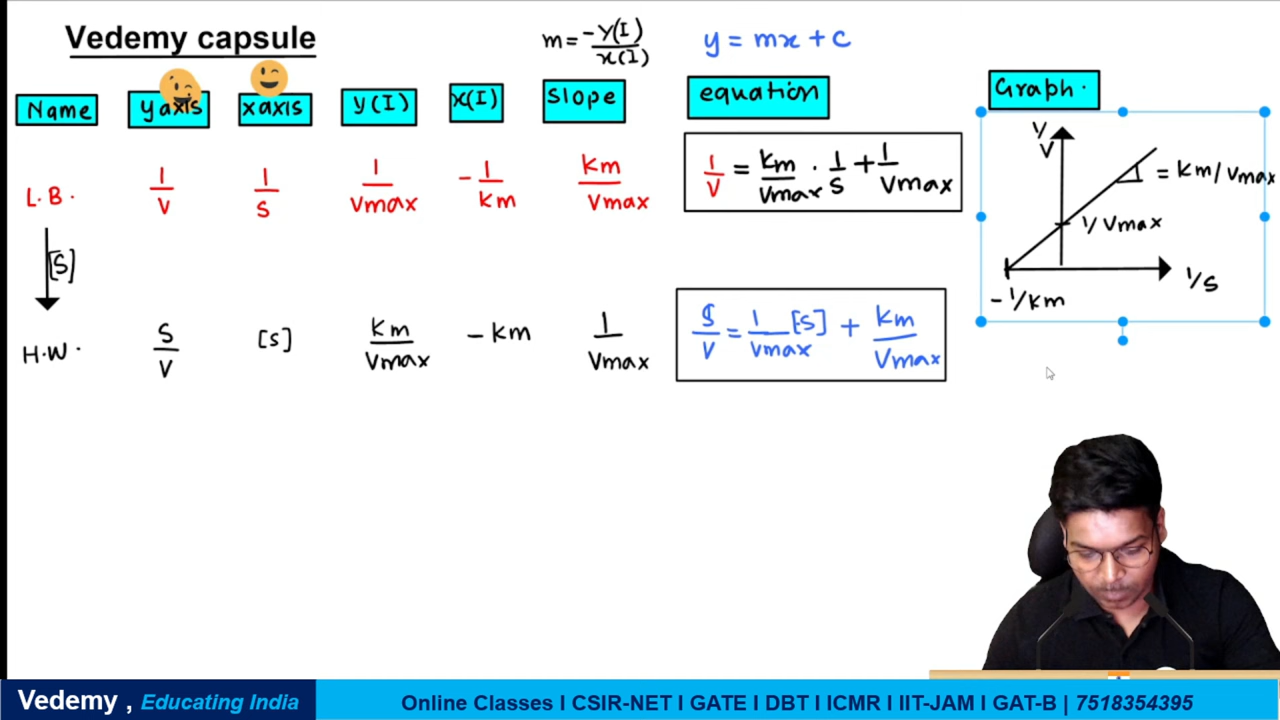 Vedemy capsule
m = -Y(I) / x(I)
y = mx + c
Name
y axis
x axis
y(I)
x(I)
slope
equation
Graph.
L.B.
1/V
1/S
1/Vmax
-1/Km
Km/Vmax
1/V = Km/Vmax · 1/S + 1/Vmax
1/V
= Km/Vmax
1/Vmax
1/S
-1/Km
[S]
H.W.
S/V
[S]
Km/Vmax
-Km
1/Vmax
S/V = 1/Vmax [S] + Km/Vmax
Vedemy , Educating India
Online Classes I CSIR-NET I GATE I DBT I ICMR I IIT-JAM I GAT-B | 7518354395